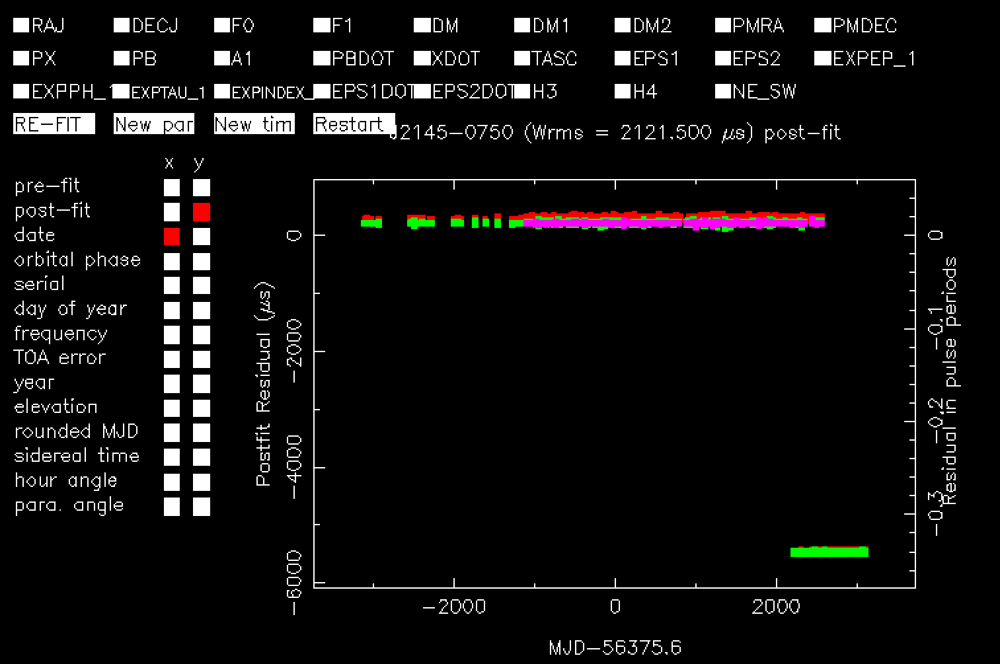 RAJ DECJ F0 F1 DM DM1 DM2 PMRA PMDEC
PX PB A1 PBDOT XDOT TASC EPS1 EPS2 EXPEP_1
EXPPH_1 EXPTAU_1 EXPINDEX_ EPS1DOT EPS2DOT H3 H4 NE_SW
RE-FIT New par New tim Restart
J2145-0750 (Wrms = 2121.500 μs) post-fit
x y
pre-fit
post-fit
date
orbital phase
serial
day of year
frequency
TOA error
year
elevation
rounded MJD
sidereal time
hour angle
para. angle
Postfit Residual (μs)
0
-2000
-4000
-6000
-2000 0 2000
MJD-56375.6
0
-0.1
-0.2
-0.3
Residual in pulse periods